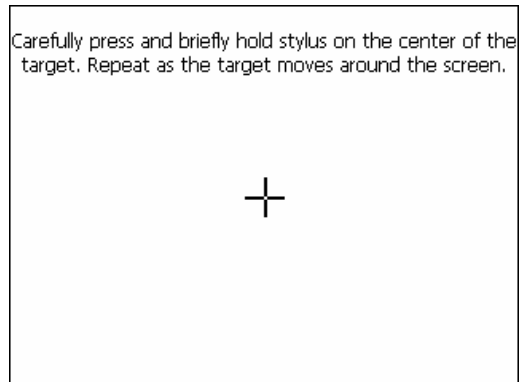 Carefully press and briefly hold stylus on the center of the
target. Repeat as the target moves around the screen.